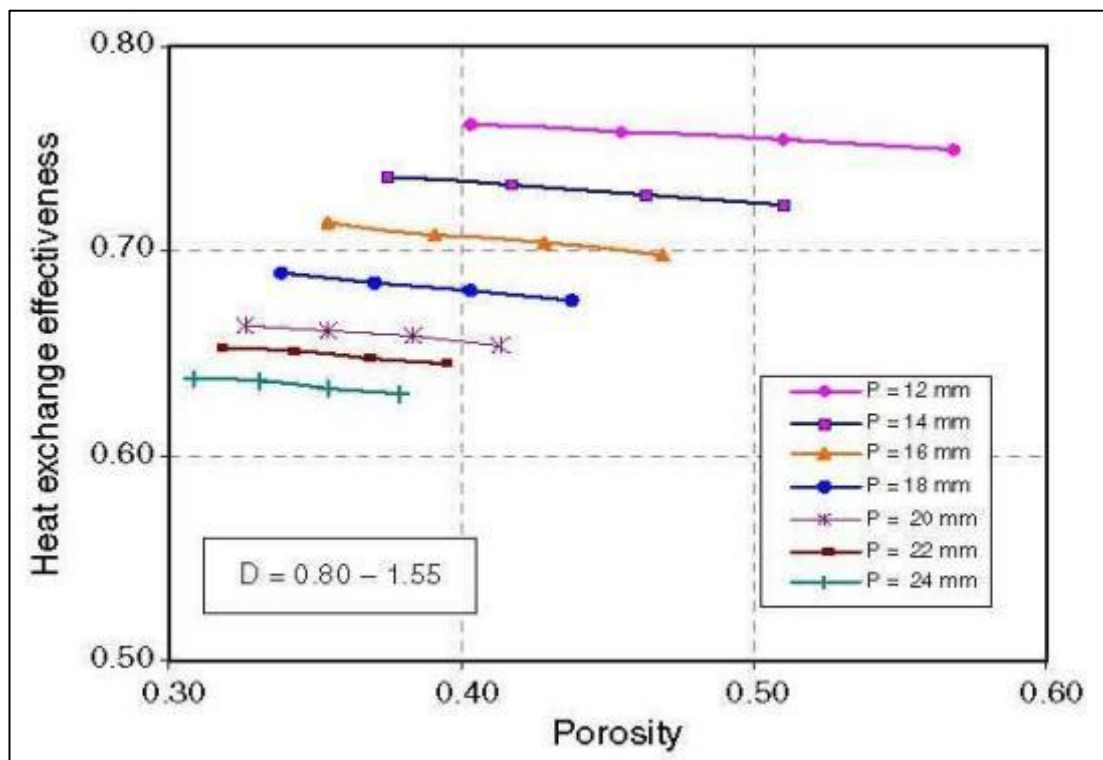 0.80
0.70
0.60
0.50
Heat exchange effectiveness
P = 12 mm
P = 14 mm
P = 16 mm
P = 18 mm
P = 20 mm
P = 22 mm
P = 24 mm
D = 0.80 – 1.55
0.30 0.40 0.50 0.60
Porosity